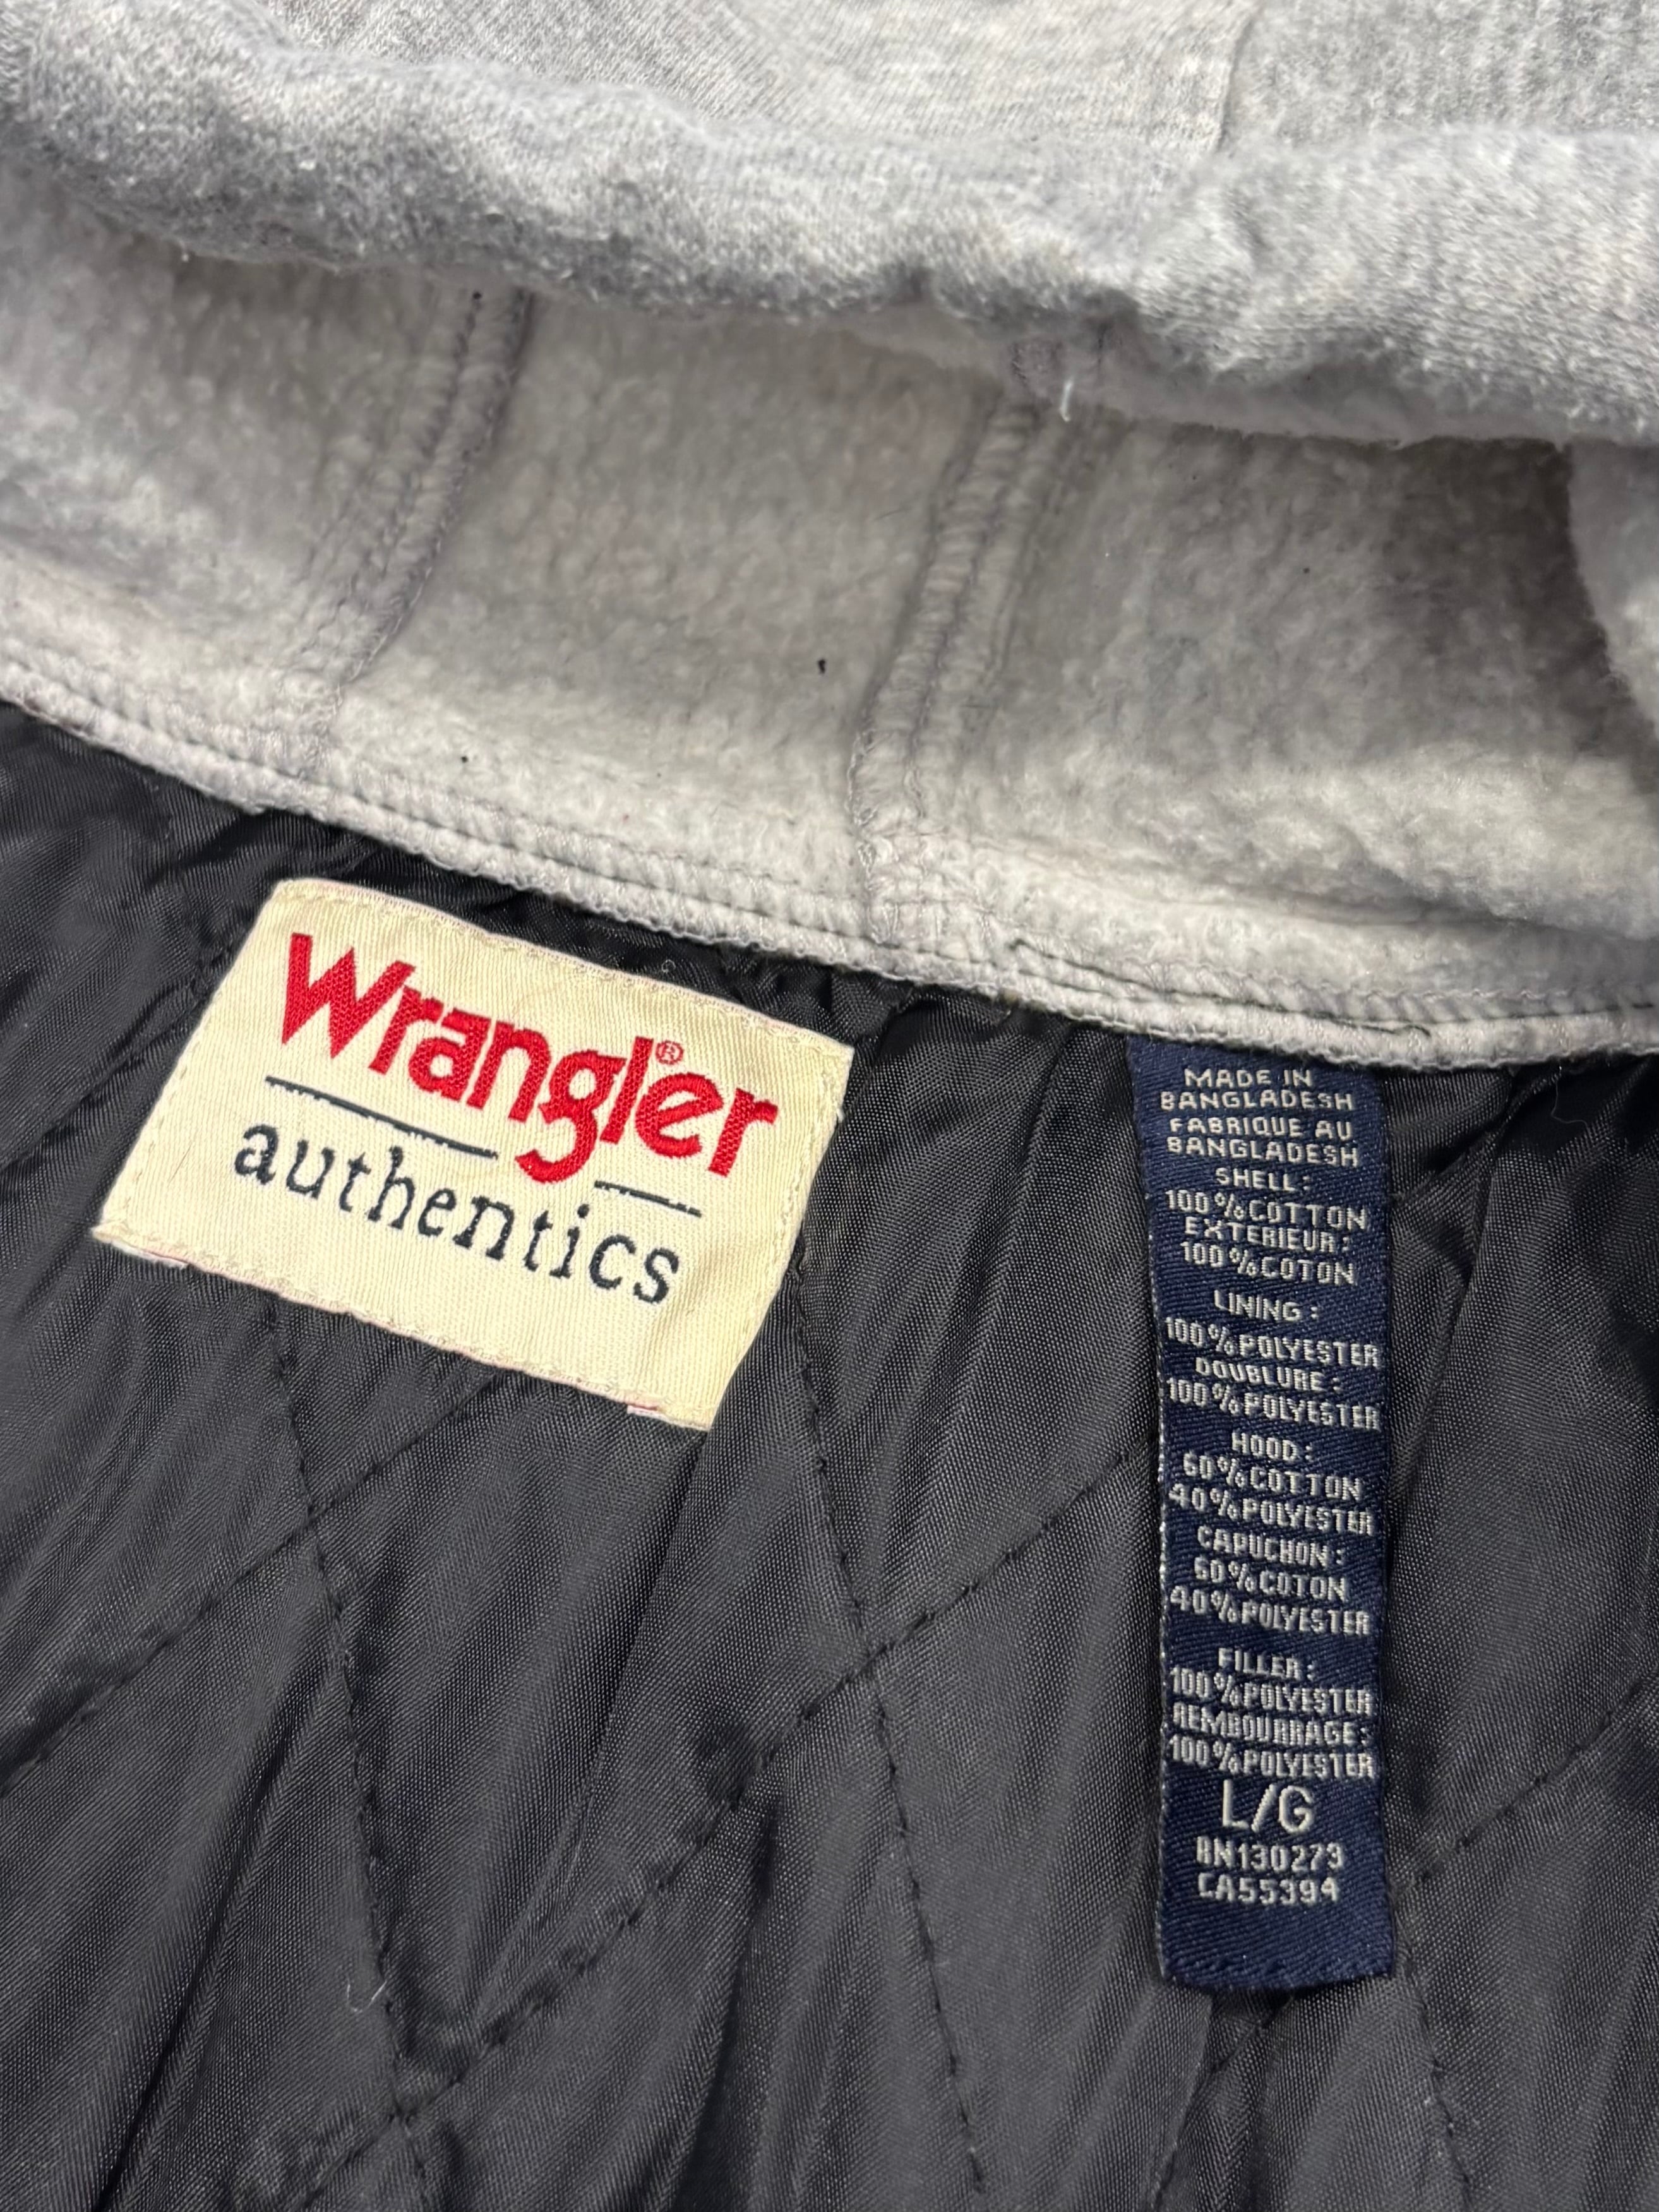 Wrangler®
authentics
MADE IN
BANGLADESH
FABRIQUE AU
BANGLADESH
SHELL:
100%COTTON
EXTERIEUR:
100%COTON
LINING:
100%POLYESTER
DOUBLURE:
100%POLYESTER
HOOD:
60%COTTON
40%POLYESTER
CAPUCHON:
60%COTON
40%POLYESTER
FILLER:
100%POLYESTER
REMBOURRAGE:
100%POLYESTER
L/G
RN130273
CA55394